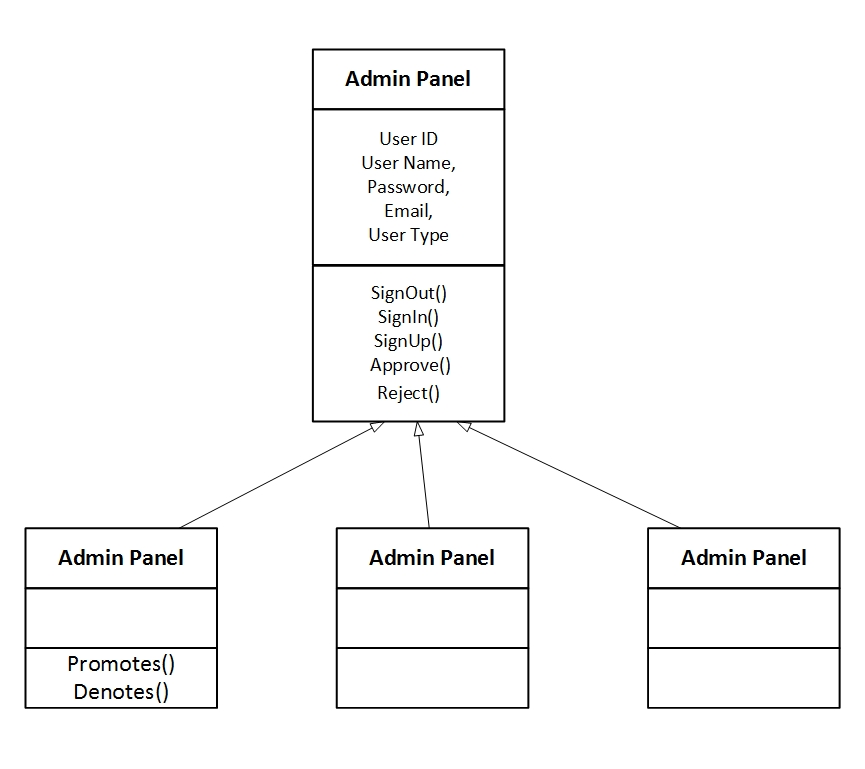 Admin Panel
User ID
User Name,
Password,
Email,
User Type
SignOut()
SignIn()
SignUp()
Approve()
Reject()
Admin Panel
Promotes()
Denotes()
Admin Panel
Admin Panel